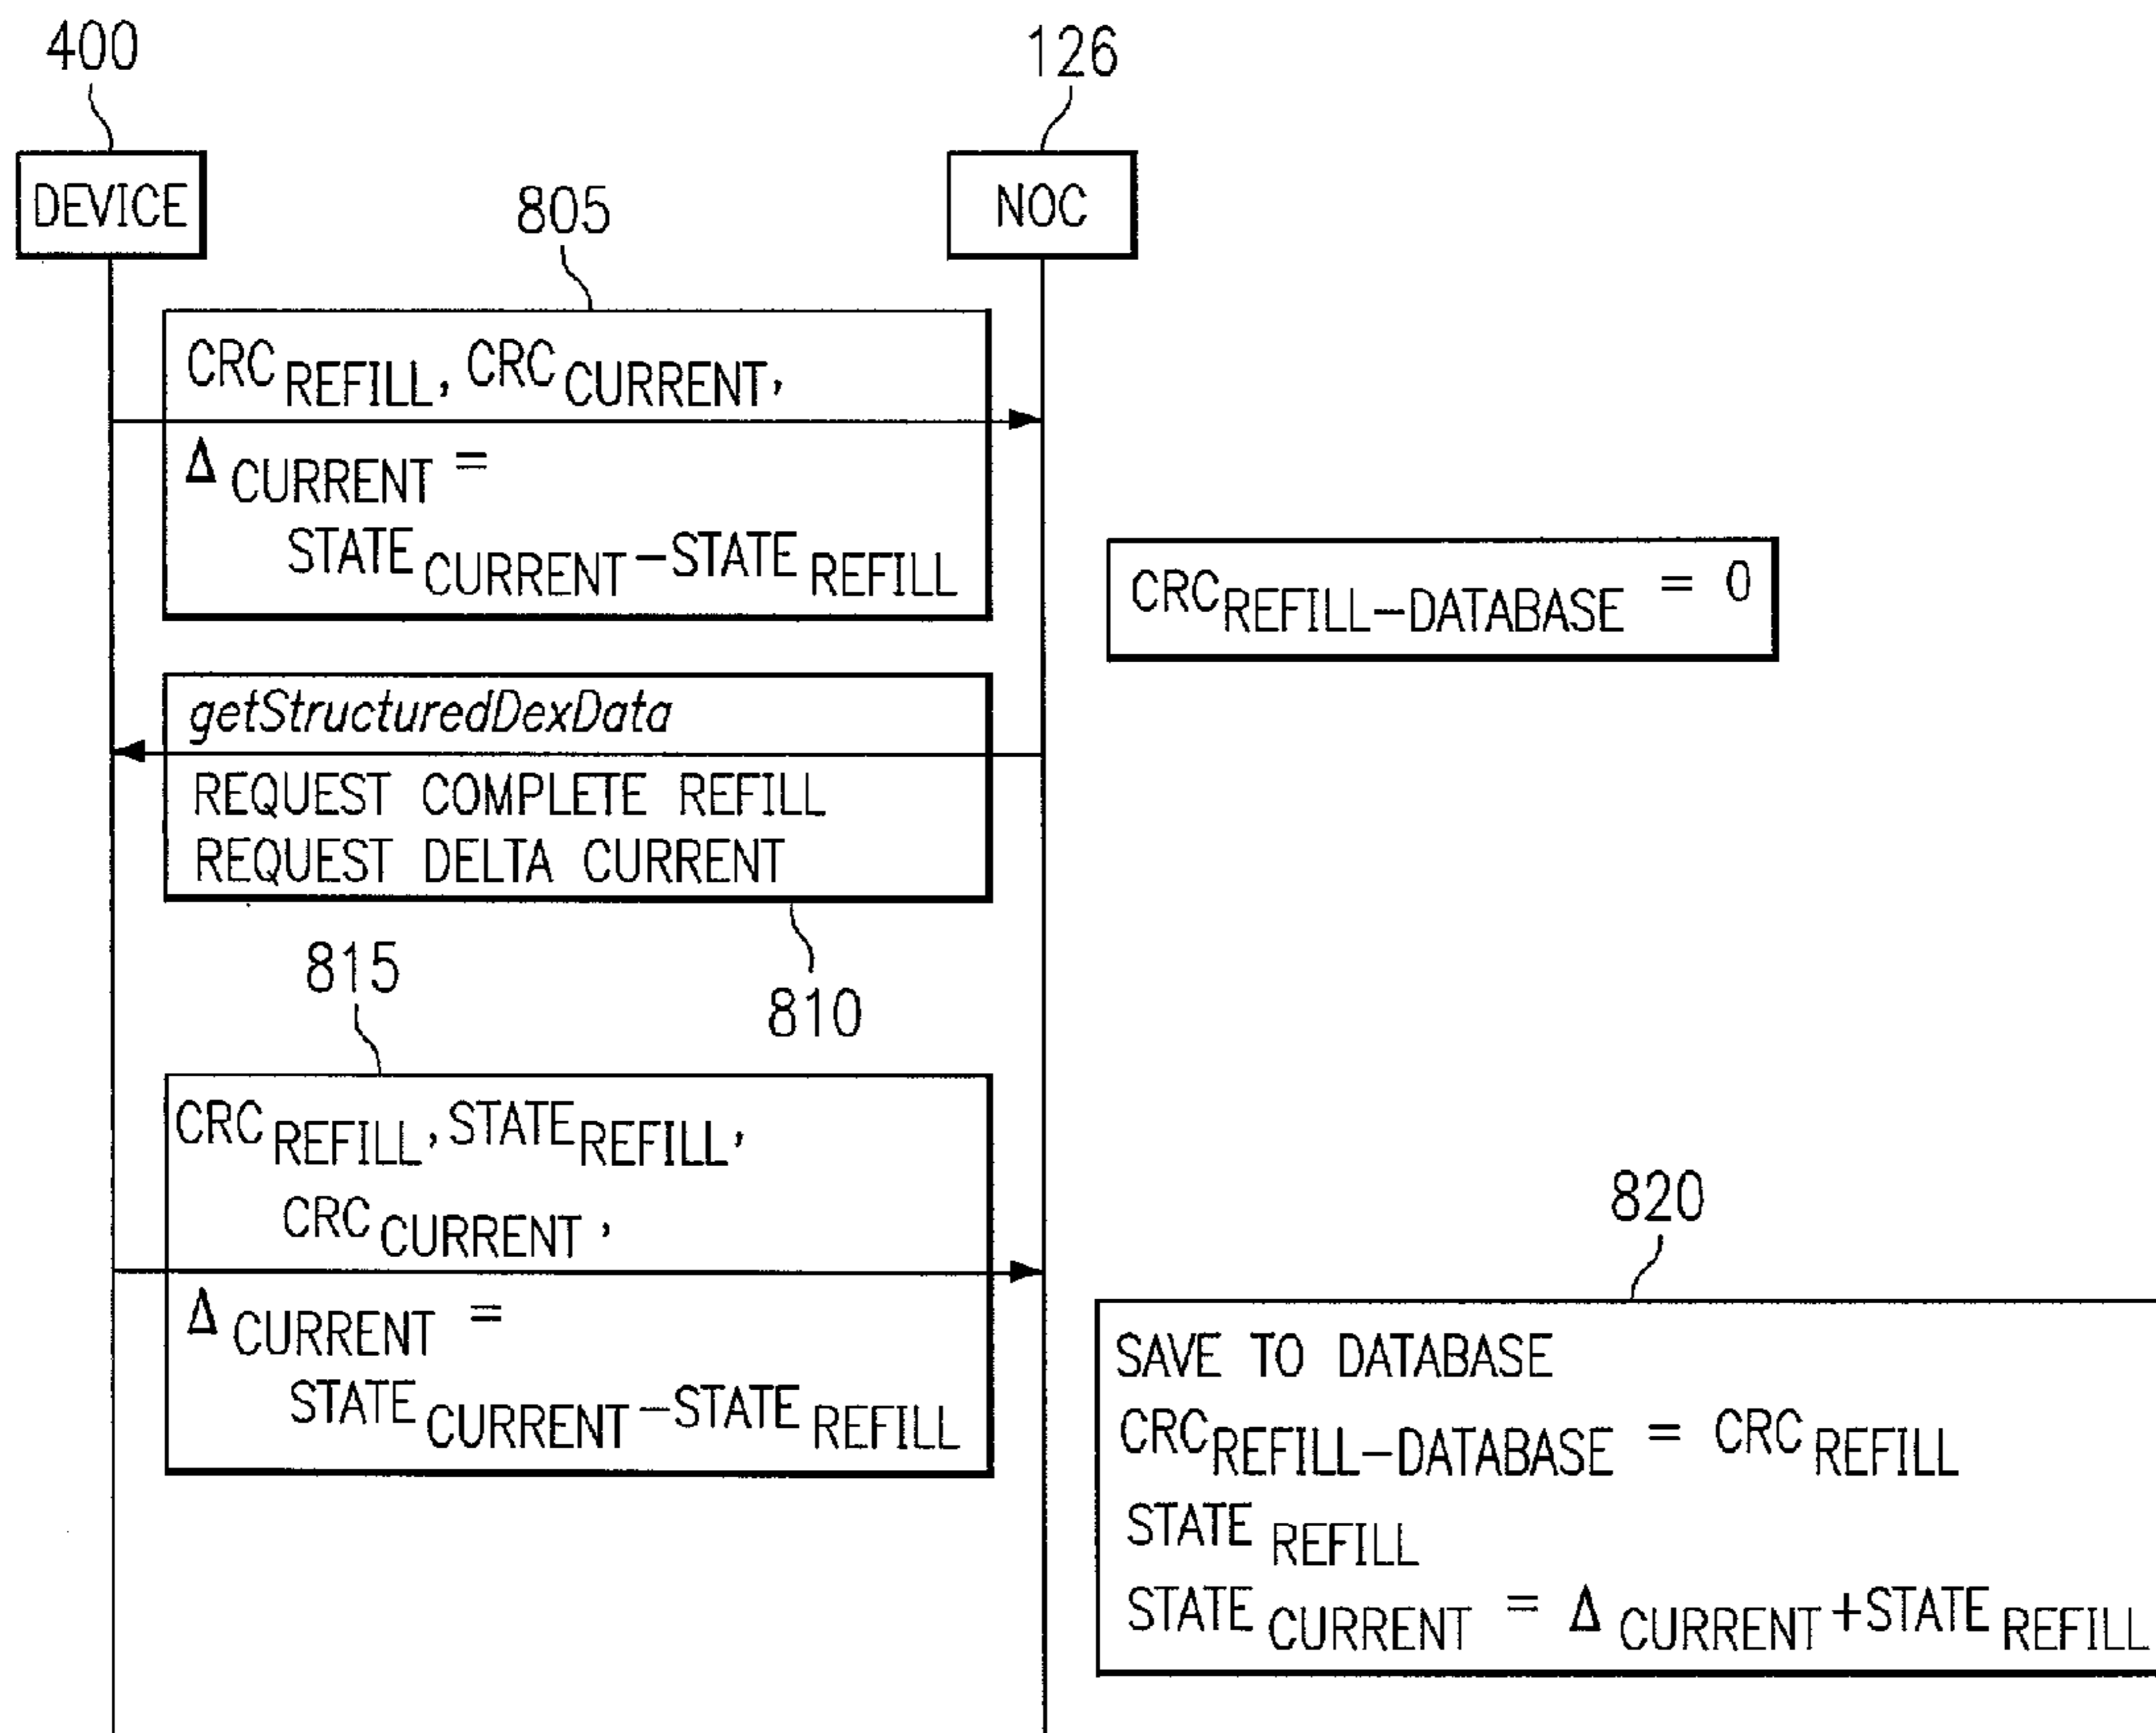 400
126
DEVICE
NOC
805
CRC REFILL, CRC CURRENT,
Δ CURRENT =
STATE CURRENT –STATE REFILL
CRC REFILL–DATABASE = 0
getStructuredDexData
REQUEST COMPLETE REFILL
REQUEST DELTA CURRENT
810
815
CRC REFILL, STATE REFILL,
CRC CURRENT,
Δ CURRENT =
STATE CURRENT –STATE REFILL
820
SAVE TO DATABASE
CRC REFILL–DATABASE = CRC REFILL
STATE REFILL
STATE CURRENT = Δ CURRENT +STATE REFILL